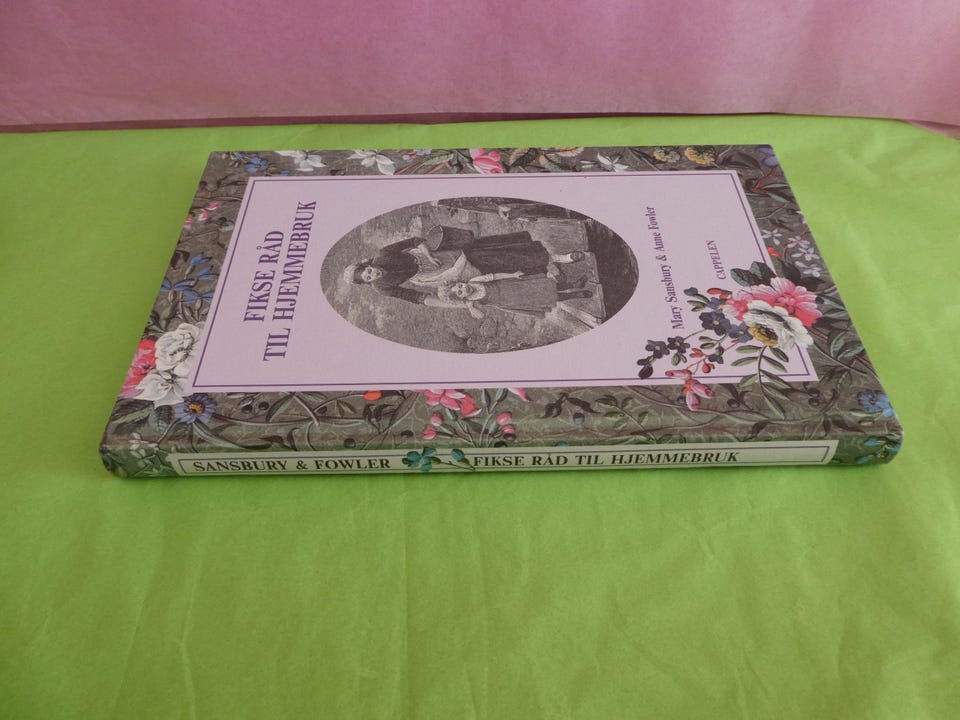 FIKSE RÅD
TIL HJEMMEBRUK
Mary Sansbury & Anne Fowler
CAPPELEN
SANSBURY & FOWLER FIKSE RÅD TIL HJEMMEBRUK